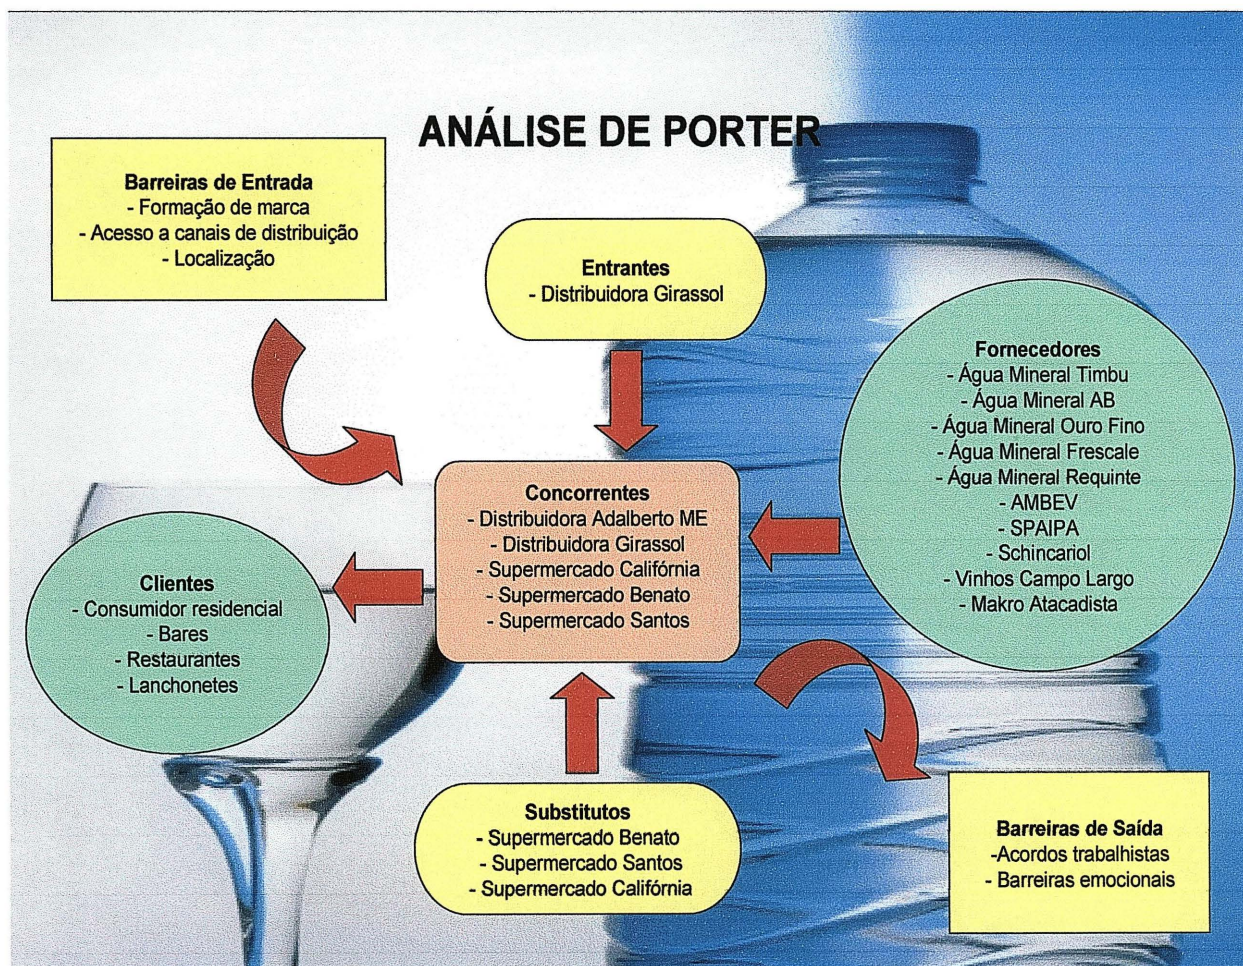 ANÁLISE DE PORTER
Barreiras de Entrada
- Formação de marca
- Acesso a canais de distribuição
- Localização
Entrantes
- Distribuidora Girassol
Fornecedores
- Água Mineral Timbu
- Água Mineral AB
- Água Mineral Ouro Fino
- Água Mineral Frescale
- Água Mineral Requinte
- AMBEV
- SPAIPA
- Schincariol
- Vinhos Campo Largo
- Makro Atacadista
Concorrentes
- Distribuidora Adalberto ME
- Distribuidora Girassol
- Supermercado Califórnia
- Supermercado Benato
- Supermercado Santos
Clientes
- Consumidor residencial
- Bares
- Restaurantes
- Lanchonetes
Substitutos
- Supermercado Benato
- Supermercado Santos
- Supermercado Califórnia
Barreiras de Saída
-Acordos trabalhistas
- Barreiras emocionais